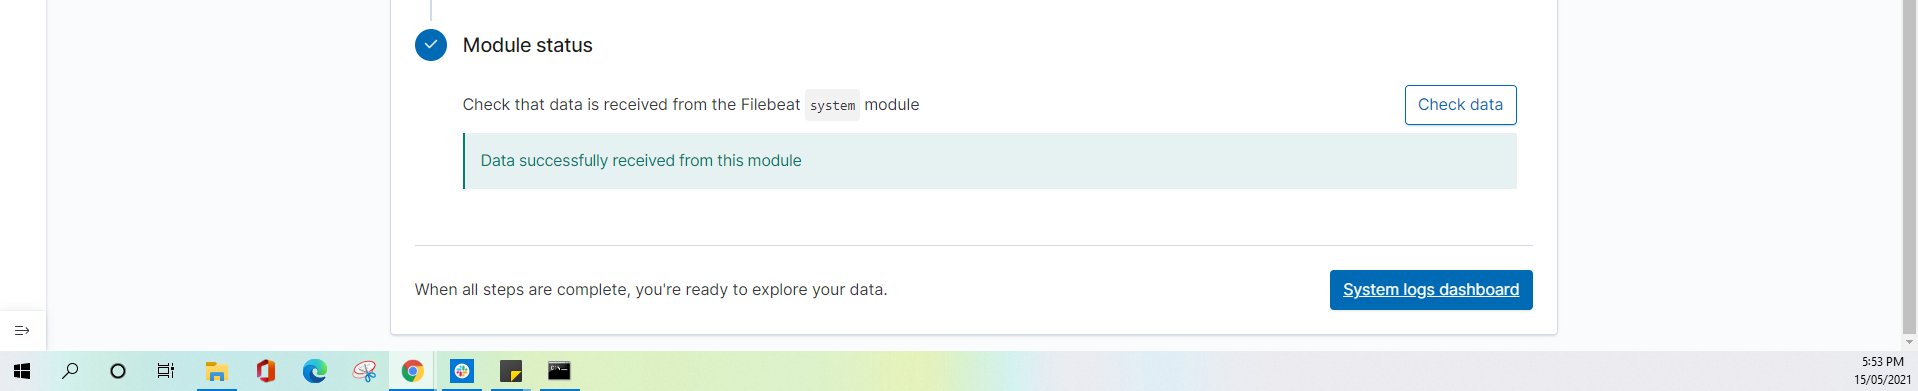 Module status
Check that data is received from the Filebeat system module
Check data
Data successfully received from this module
When all steps are complete, you're ready to explore your data.
System logs dashboard
5:53 PM
15/05/2021